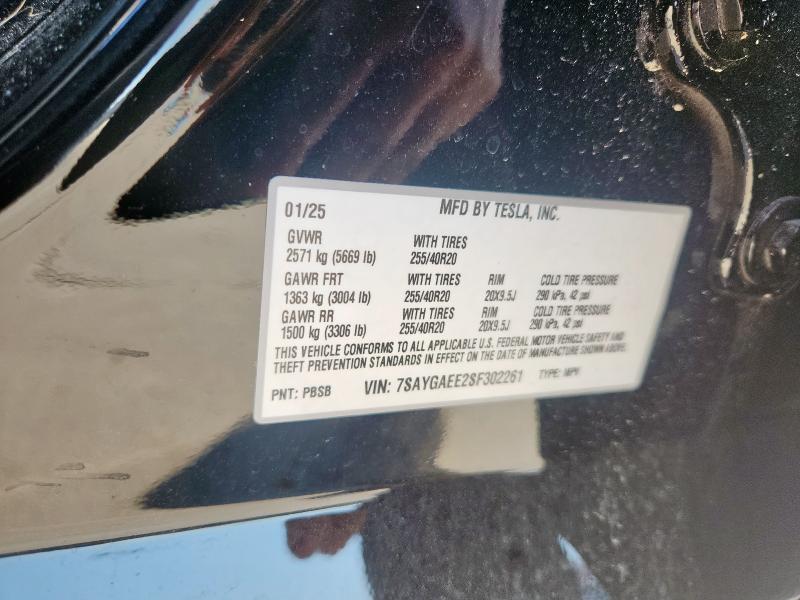 01/25 MFD BY TESLA, INC.
GVWR WITH TIRES
2571 kg (5669 lb) 255/40R20
GAWR FRT WITH TIRES RIM COLD TIRE PRESSURE
1363 kg (3004 lb) 255/40R20 20X9.5J 290 kPa, 42 psi
GAWR RR WITH TIRES RIM COLD TIRE PRESSURE
1500 kg (3306 lb) 255/40R20 20X9.5J 290 kPa, 42 psi
THIS VEHICLE CONFORMS TO ALL APPLICABLE U.S. FEDERAL MOTOR VEHICLE SAFETY AND
THEFT PREVENTION STANDARDS IN EFFECT ON THE DATE OF MANUFACTURE SHOWN ABOVE.
PNT: PBSB VIN: 7SAYGAEE2SF302261 TYPE: MPV